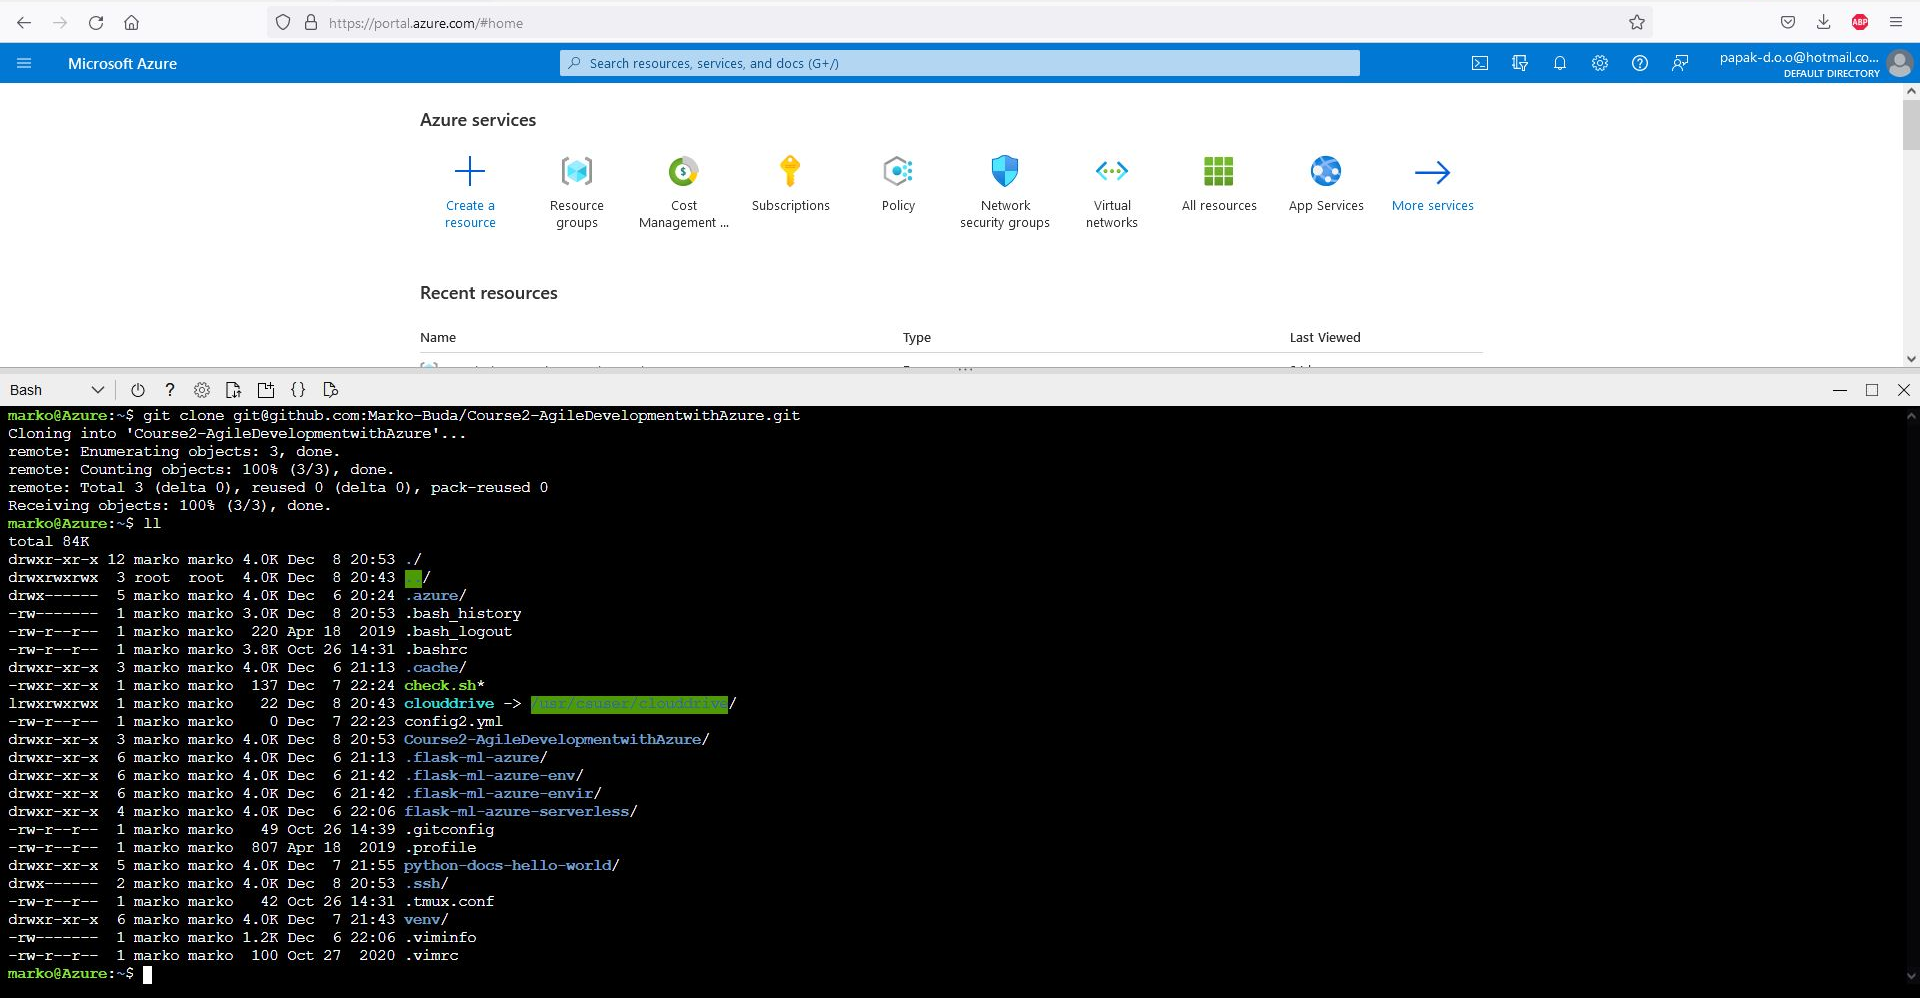 https://portal.azure.com/#home
ABP
Microsoft Azure
Search resources, services, and docs (G+/)
papak-d.o.o@hotmail.co...
DEFAULT DIRECTORY
Azure services
Create a resource
Resource groups
Cost Management ...
Subscriptions
Policy
Network security groups
Virtual networks
All resources
App Services
More services
Recent resources
Name Type Last Viewed
Bash
marko@Azure:~$ git clone git@github.com:Marko-Buda/Course2-AgileDevelopmentwithAzure.git
Cloning into 'Course2-AgileDevelopmentwithAzure'...
remote: Enumerating objects: 3, done.
remote: Counting objects: 100% (3/3), done.
remote: Total 3 (delta 0), reused 0 (delta 0), pack-reused 0
Receiving objects: 100% (3/3), done.
marko@Azure:~$ ll
total 84K
drwxr-xr-x 12 marko marko 4.0K Dec  8 20:53 ./
drwxrwxrwx  3 root  root  4.0K Dec  8 20:43 ../
drwx------  5 marko marko 4.0K Dec  6 20:24 .azure/
-rw-------  1 marko marko 3.0K Dec  8 20:53 .bash_history
-rw-r--r--  1 marko marko  220 Apr 18  2019 .bash_logout
-rw-r--r--  1 marko marko 3.8K Oct 26 14:31 .bashrc
drwxr-xr-x  3 marko marko 4.0K Dec  6 21:13 .cache/
-rwxr-xr-x  1 marko marko  137 Dec  7 22:24 check.sh*
lrwxrwxrwx  1 marko marko   22 Dec  8 20:43 clouddrive -> /usr/csuser/clouddrive/
-rw-r--r--  1 marko marko    0 Dec  7 22:23 config2.yml
drwxr-xr-x  3 marko marko 4.0K Dec  8 20:53 Course2-AgileDevelopmentwithAzure/
drwxr-xr-x  6 marko marko 4.0K Dec  6 21:13 .flask-ml-azure/
drwxr-xr-x  6 marko marko 4.0K Dec  6 21:42 .flask-ml-azure-env/
drwxr-xr-x  6 marko marko 4.0K Dec  6 21:42 .flask-ml-azure-envir/
drwxr-xr-x  4 marko marko 4.0K Dec  6 22:06 flask-ml-azure-serverless/
-rw-r--r--  1 marko marko   49 Oct 26 14:39 .gitconfig
-rw-r--r--  1 marko marko  807 Apr 18  2019 .profile
drwxr-xr-x  5 marko marko 4.0K Dec  7 21:55 python-docs-hello-world/
drwx------  2 marko marko 4.0K Dec  8 20:53 .ssh/
-rw-r--r--  1 marko marko   42 Oct 26 14:31 .tmux.conf
drwxr-xr-x  6 marko marko 4.0K Dec  7 21:43 venv/
-rw-------  1 marko marko 1.2K Dec  6 22:06 .viminfo
-rw-r--r--  1 marko marko  100 Oct 27  2020 .vimrc
marko@Azure:~$